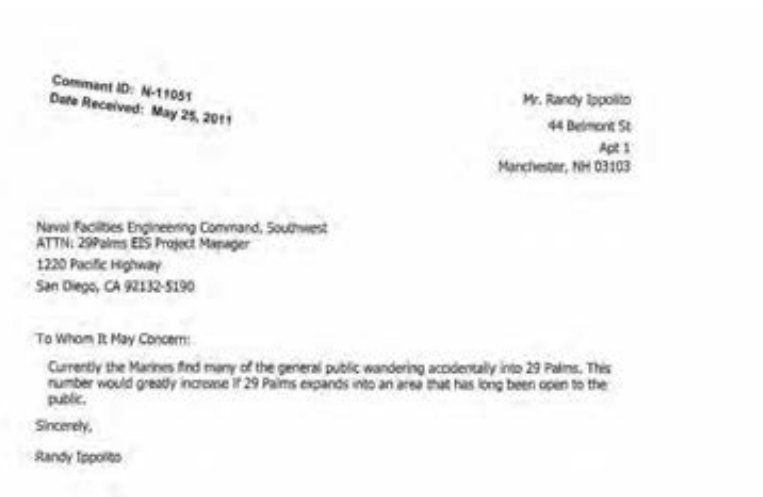 Comment ID: N-11051
Date Received: May 25, 2011
Mr. Randy Ippolito
44 Belmont St
Apt 1
Manchester, NH 03103
Naval Facilities Engineering Command, Southwest
ATTN: 29Palms EIS Project Manager
1220 Pacific Highway
San Diego, CA 92132-5190
To Whom It May Concern:
Currently the Marines find many of the general public wandering accidentally into 29 Palms. This
number would greatly increase if 29 Palms expands into an area that has long been open to the
public.
Sincerely,
Randy Ippolito